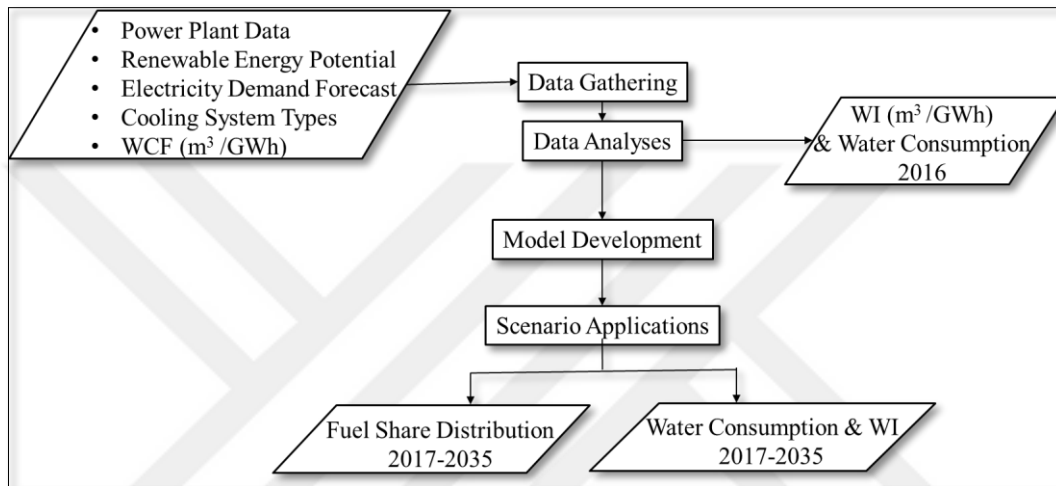 • Power Plant Data
• Renewable Energy Potential
• Electricity Demand Forecast
• Cooling System Types
• WCF (m³ /GWh)
Data Gathering
Data Analyses
WI (m³ /GWh)
& Water Consumption
2016
Model Development
Scenario Applications
Fuel Share Distribution
2017-2035
Water Consumption & WI
2017-2035